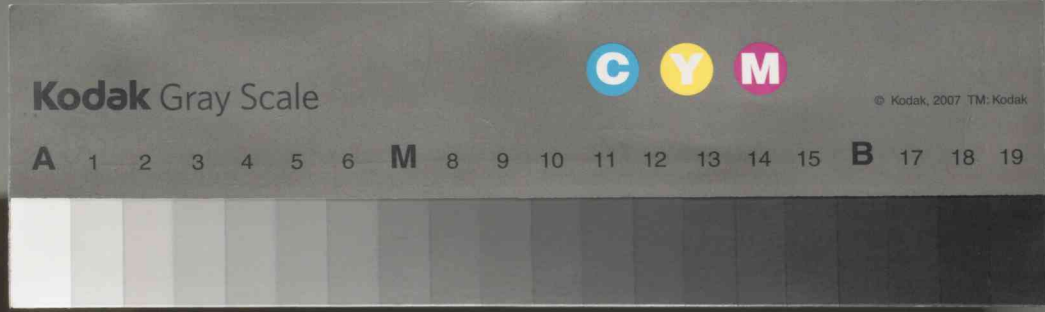 C Y M
Kodak Gray Scale
© Kodak, 2007 TM: Kodak
A 1 2 3 4 5 6 M 8 9 10 11 12 13 14 15 B 17 18 19